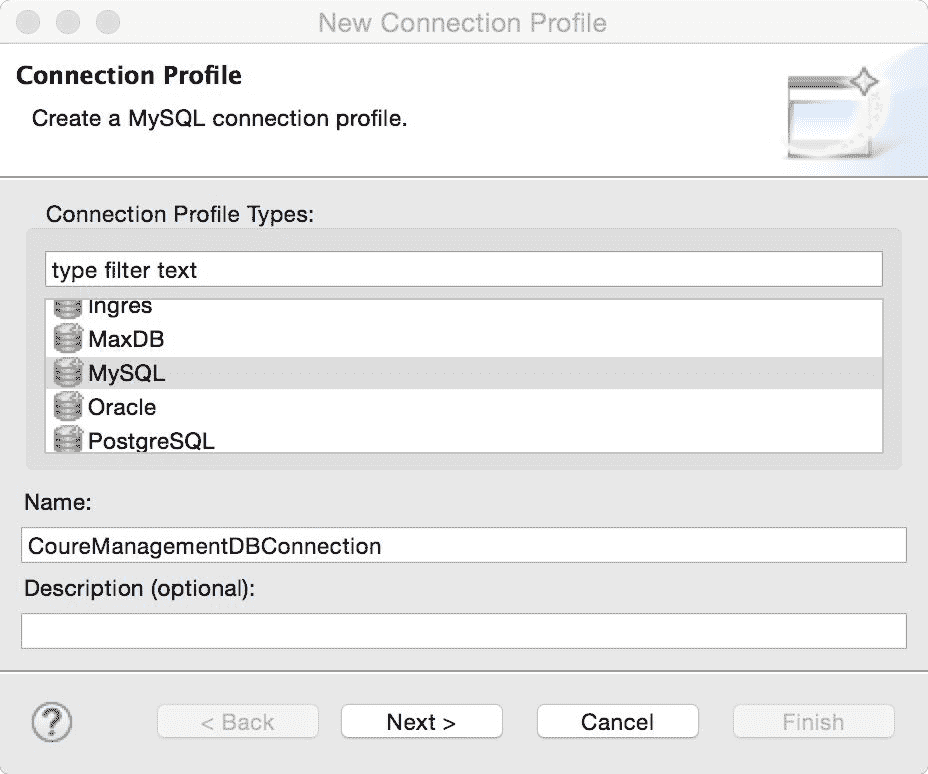 New Connection Profile
Connection Profile
Create a MySQL connection profile.
Connection Profile Types:
type filter text
Ingres
MaxDB
MySQL
Oracle
PostgreSQL
Name:
CoureManagementDBConnection
Description (optional):
?
< Back
Next >
Cancel
Finish